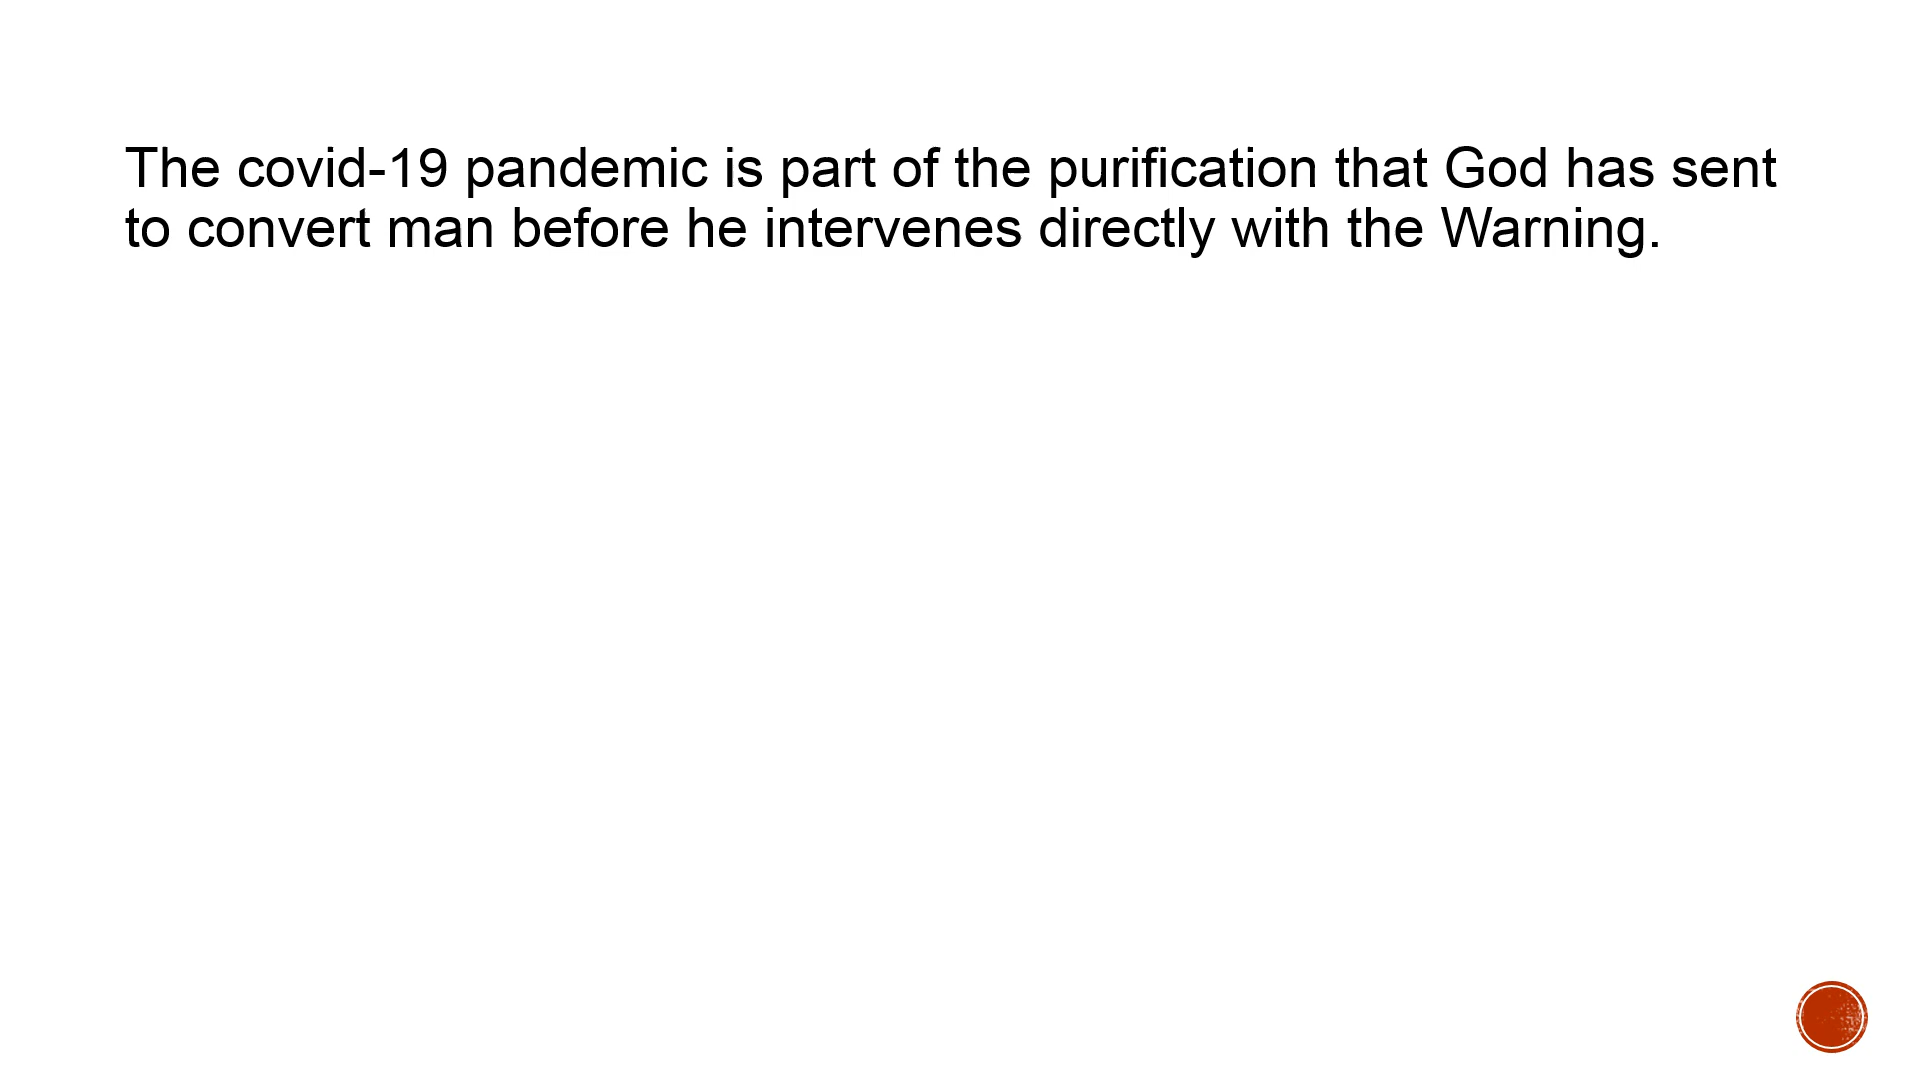 The covid-19 pandemic is part of the purification that God has sent
to convert man before he intervenes directly with the Warning.